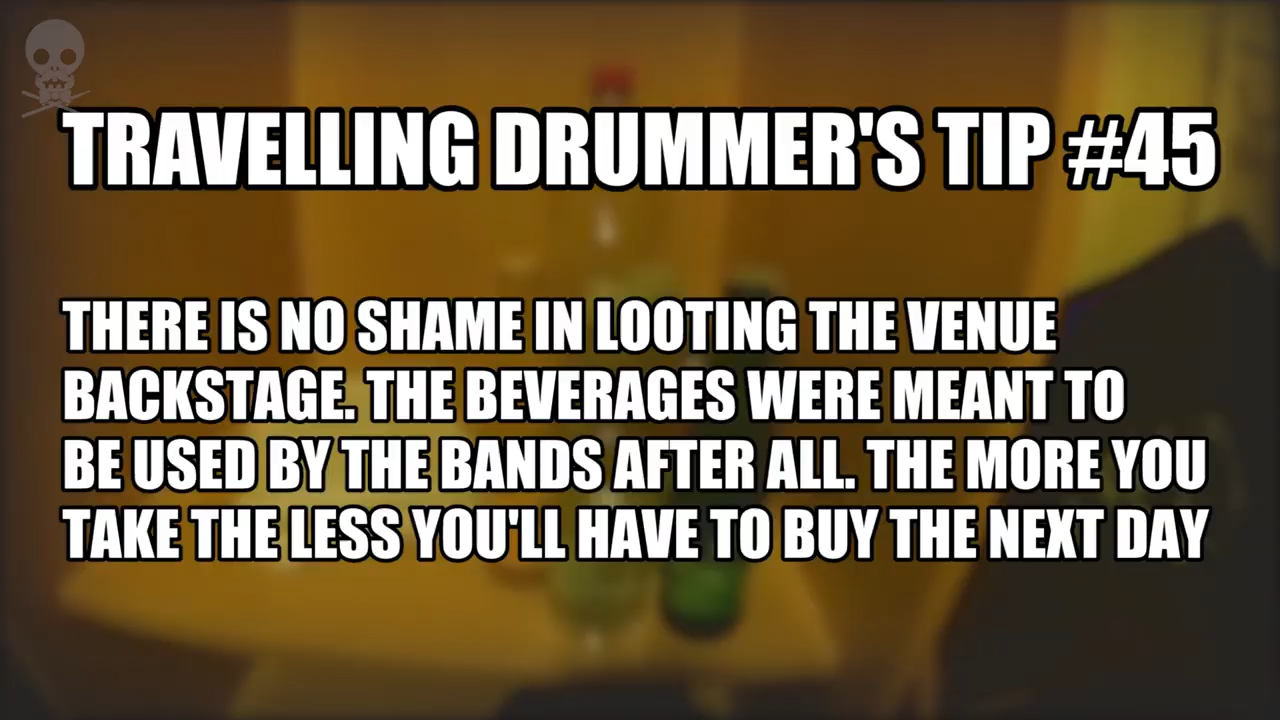 TRAVELLING DRUMMER'S TIP #45
THERE IS NO SHAME IN LOOTING THE VENUE
BACKSTAGE. THE BEVERAGES WERE MEANT TO
BE USED BY THE BANDS AFTER ALL. THE MORE YOU
TAKE THE LESS YOU'LL HAVE TO BUY THE NEXT DAY